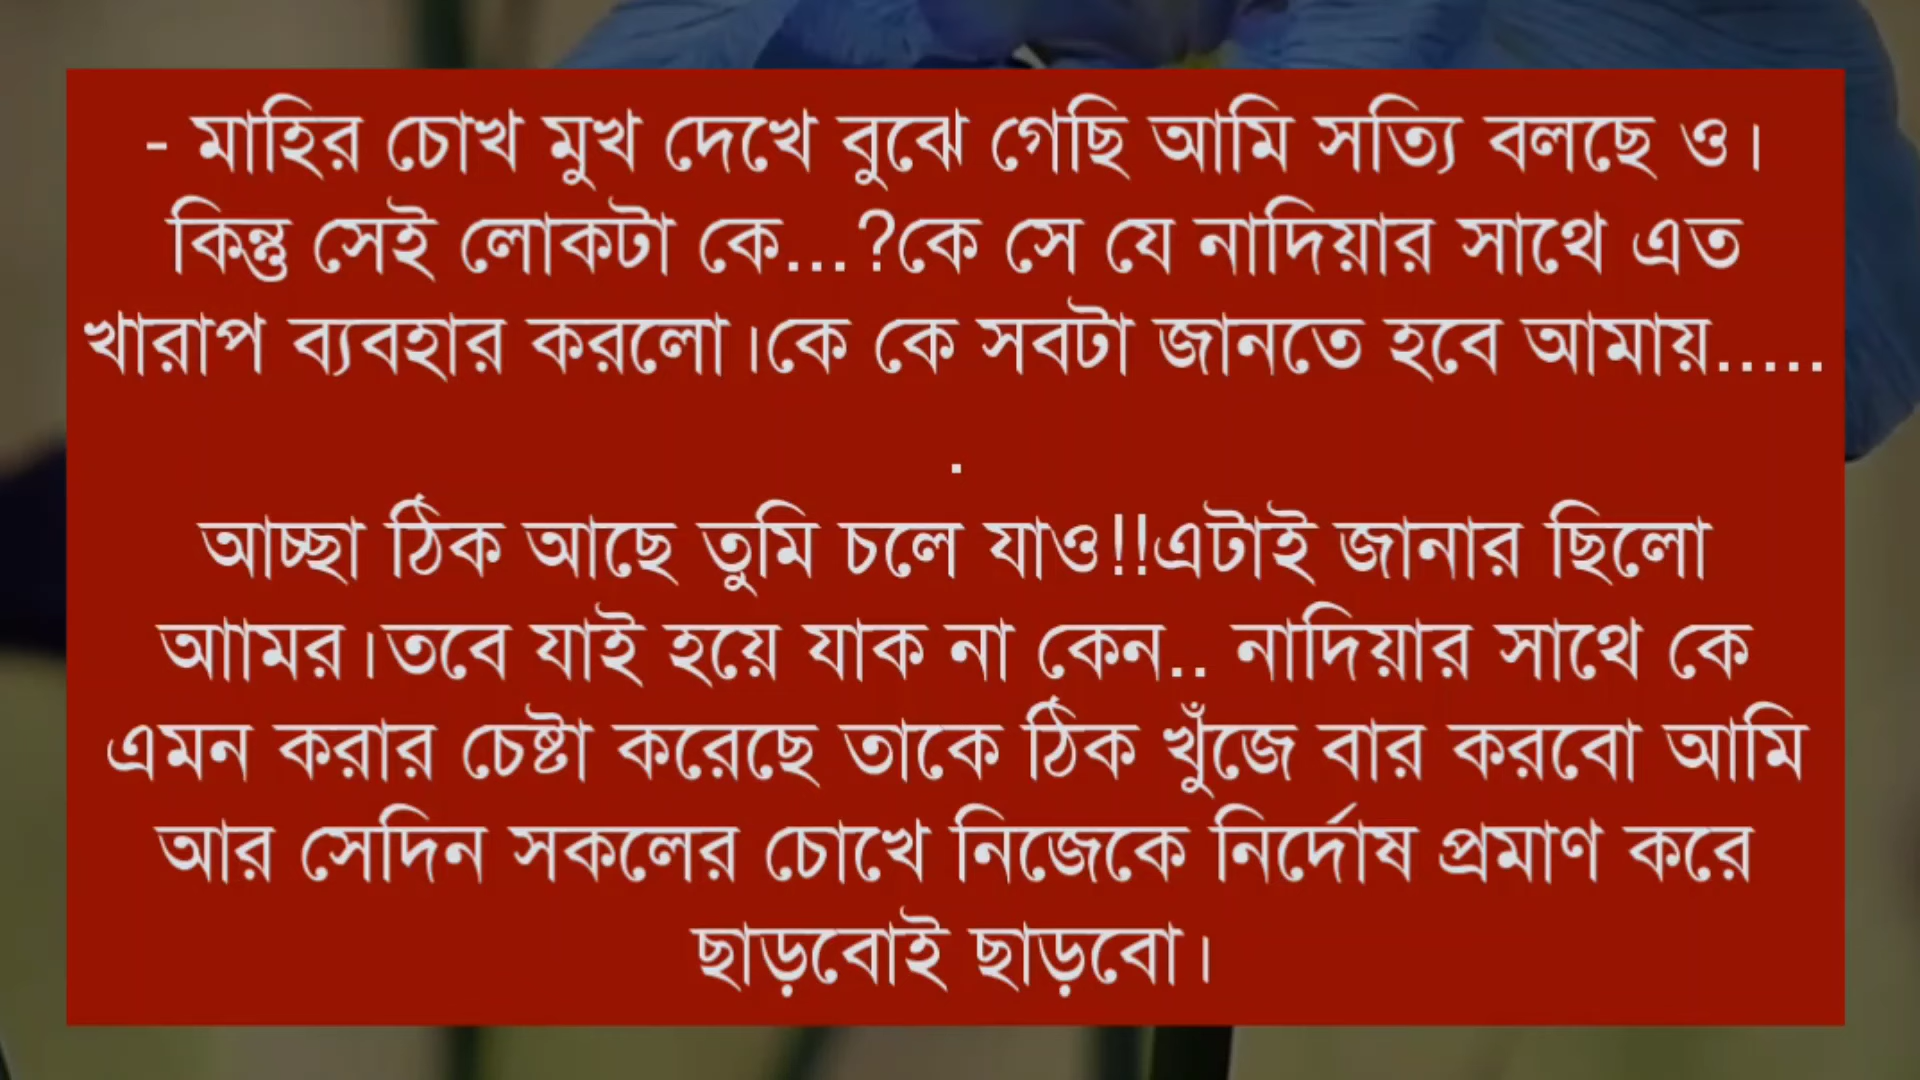 - মাহির চোখ মুখ দেখে বুঝে গেছি আমি সত্যি বলছে ও।
কিন্তু সেই লোকটা কে...?কে সে যে নাদিয়ার সাথে এত
খারাপ ব্যবহার করলো।কে কে সবটা জানতে হবে আমায়.....
.
আচ্ছা ঠিক আছে তুমি চলে যাও!!এটাই জানার ছিলো
আামর।তবে যাই হয়ে যাক না কেন.. নাদিয়ার সাথে কে
এমন করার চেষ্টা করেছে তাকে ঠিক খুঁজে বার করবো আমি
আর সেদিন সকলের চোখে নিজেকে নির্দোষ প্রমাণ করে
ছাড়বোই ছাড়বো।